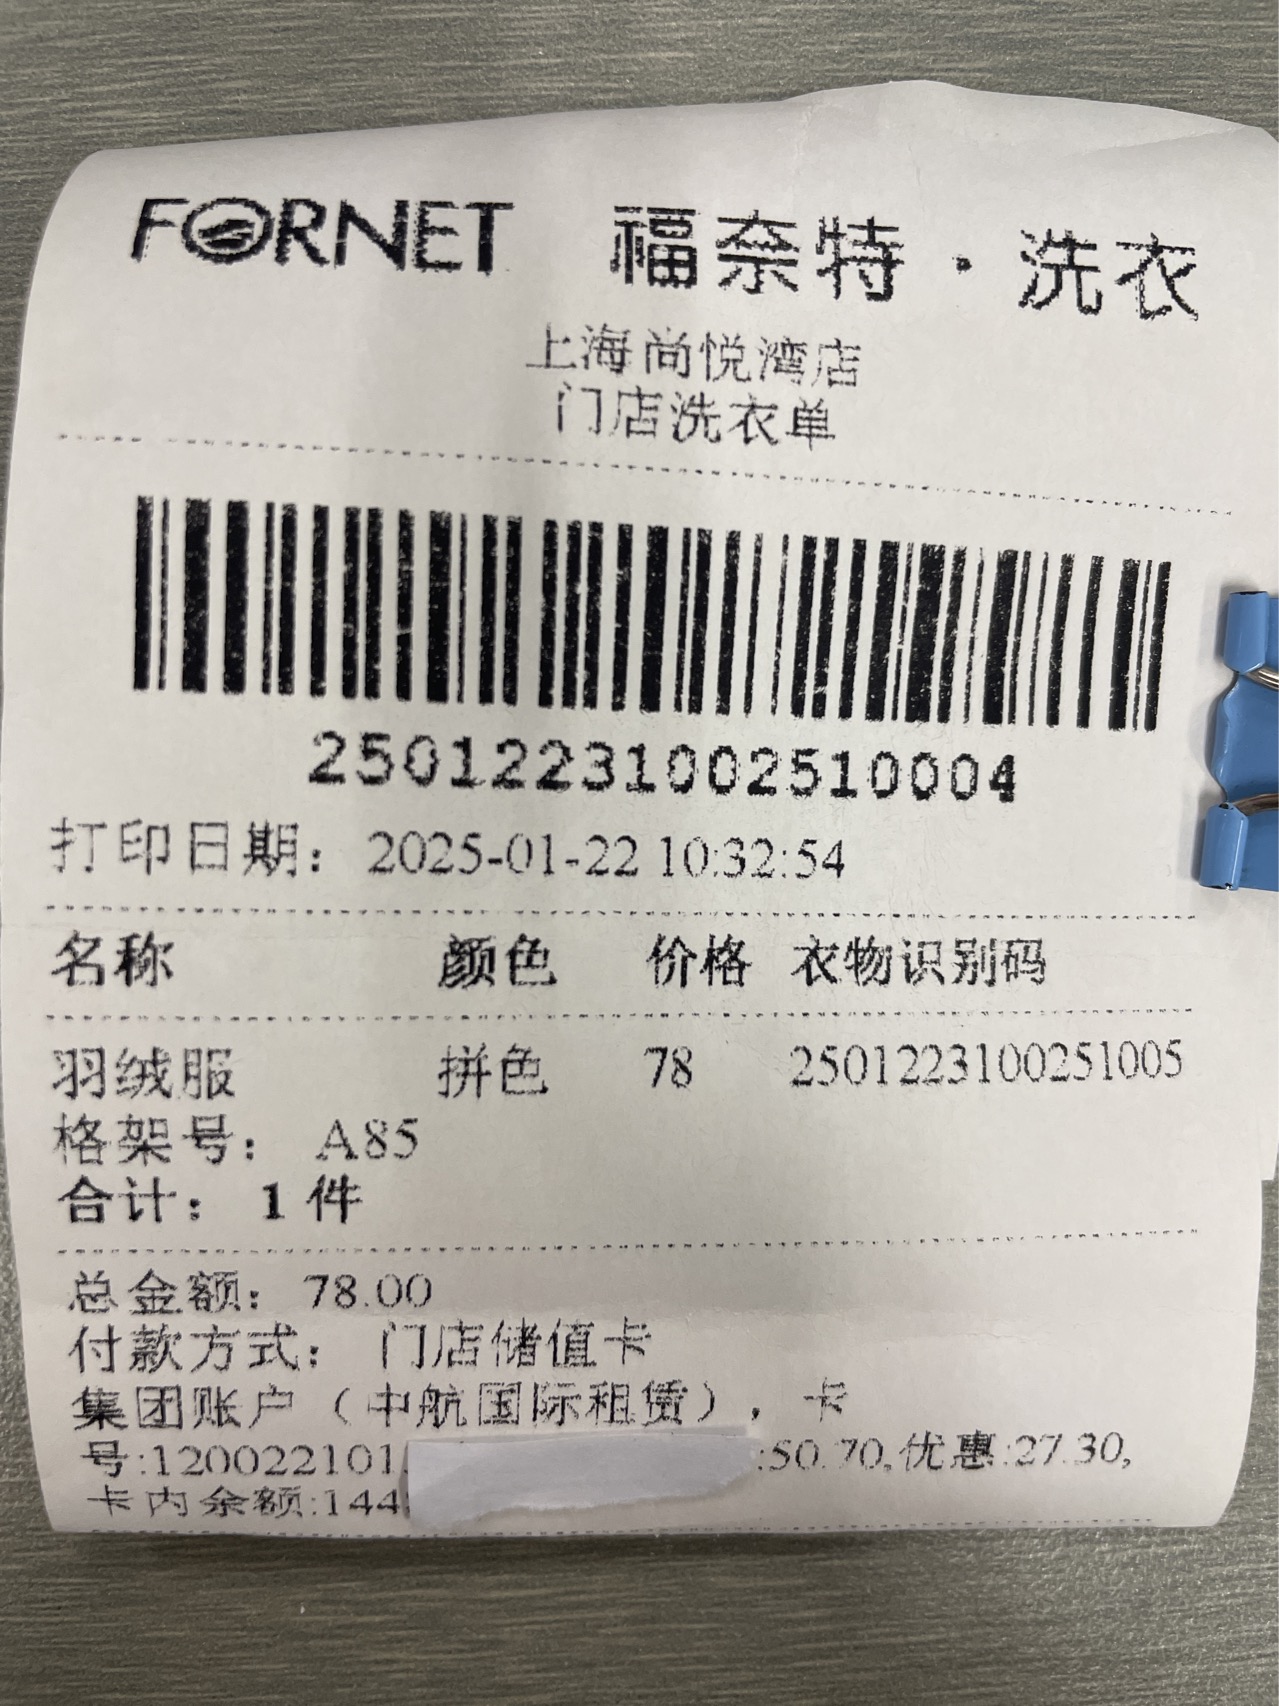 FORNET 福奈特·洗衣
上海尚悦湾店
门店洗衣单
25012231002510004
打印日期：2025-01-22 10:32:54
名称 颜色 价格 衣物识别码
羽绒服 拼色 78 2501223100251005
格架号：A85
合计：1件
总金额：78.00
付款方式：门店储值卡
集团账户（中航国际租赁），卡
号:120022101 :50.70,优惠:27.30,
卡内余额:144